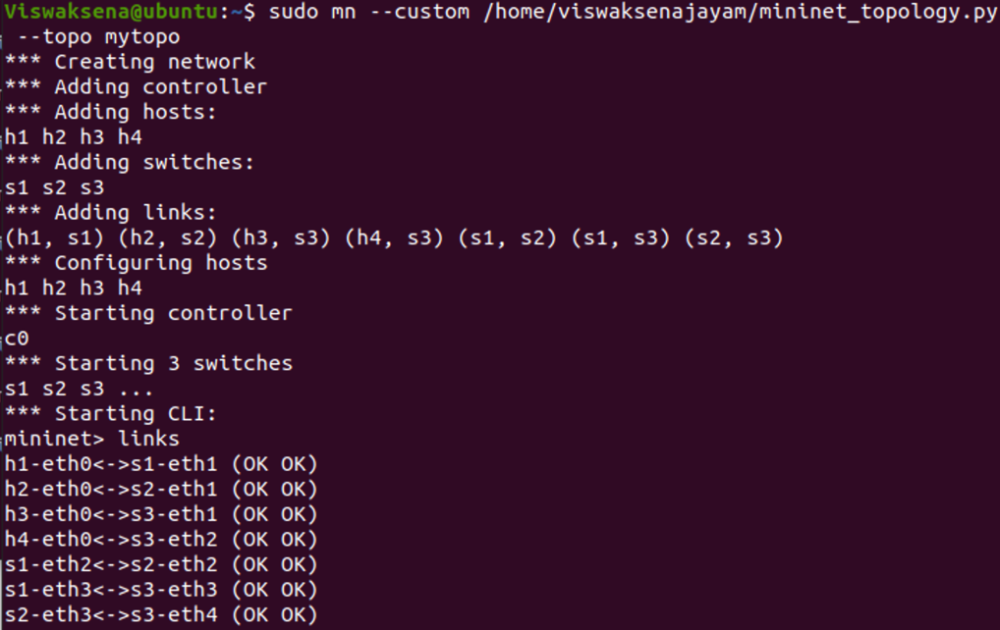 Viswaksena@ubuntu:~$ sudo mn --custom /home/viswaksenajayam/mininet_topology.py
 --topo mytopo
*** Creating network
*** Adding controller
*** Adding hosts:
h1 h2 h3 h4
*** Adding switches:
s1 s2 s3
*** Adding links:
(h1, s1) (h2, s2) (h3, s3) (h4, s3) (s1, s2) (s1, s3) (s2, s3)
*** Configuring hosts
h1 h2 h3 h4
*** Starting controller
c0
*** Starting 3 switches
s1 s2 s3 ...
*** Starting CLI:
mininet> links
h1-eth0<->s1-eth1 (OK OK)
h2-eth0<->s2-eth1 (OK OK)
h3-eth0<->s3-eth1 (OK OK)
h4-eth0<->s3-eth2 (OK OK)
s1-eth2<->s2-eth2 (OK OK)
s1-eth3<->s3-eth3 (OK OK)
s2-eth3<->s3-eth4 (OK OK)